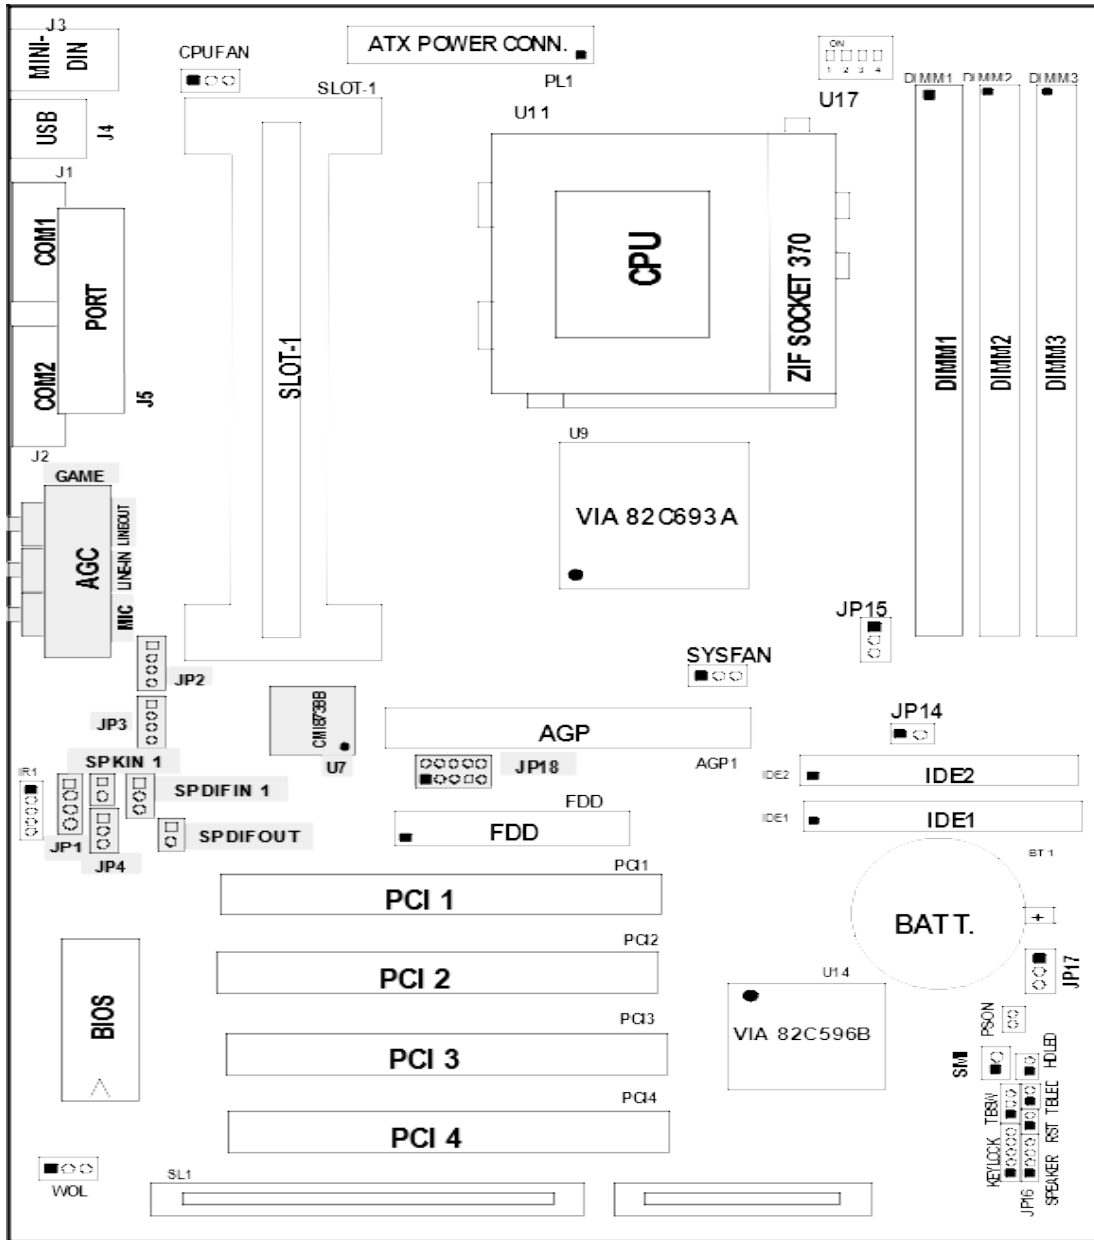 J3
MINI-
DIN
CPUFAN
ATX POWER CONN.
PL1
ON
1 2 3 4
U17
DIMM1
DIMM2
DIMM3
USB
J4
SLOT-1
U11
J1
COM1
PORT
COM2
J5
J2
SLOT-1
CPU
ZIF SOCKET 370
DIMM1
DIMM2
DIMM3
U9
VIA 82C693A
GAME
AGC
LINEOUT
LINE-IN
MIC
JP15
JP2
SYSFAN
JP3
CMI8738B
U7
AGP
AGP1
JP14
SPKIN 1
IR1
SPDIFIN 1
JP18
IDE2
IDE2
FDD
FDD
IDE1
IDE1
SPDIFOUT
JP1
JP4
BT1
PCI1
PCI 1
BATT.
+
PCI2
PCI 2
U14
JP17
BIOS
VIA 82C596B
PSON
PCI3
PCI 3
SMI
HDLED
TBSW
TBLED
PCI4
PCI 4
KEYLOCK
RST
SPEAKER
JP16
WOL
SL1